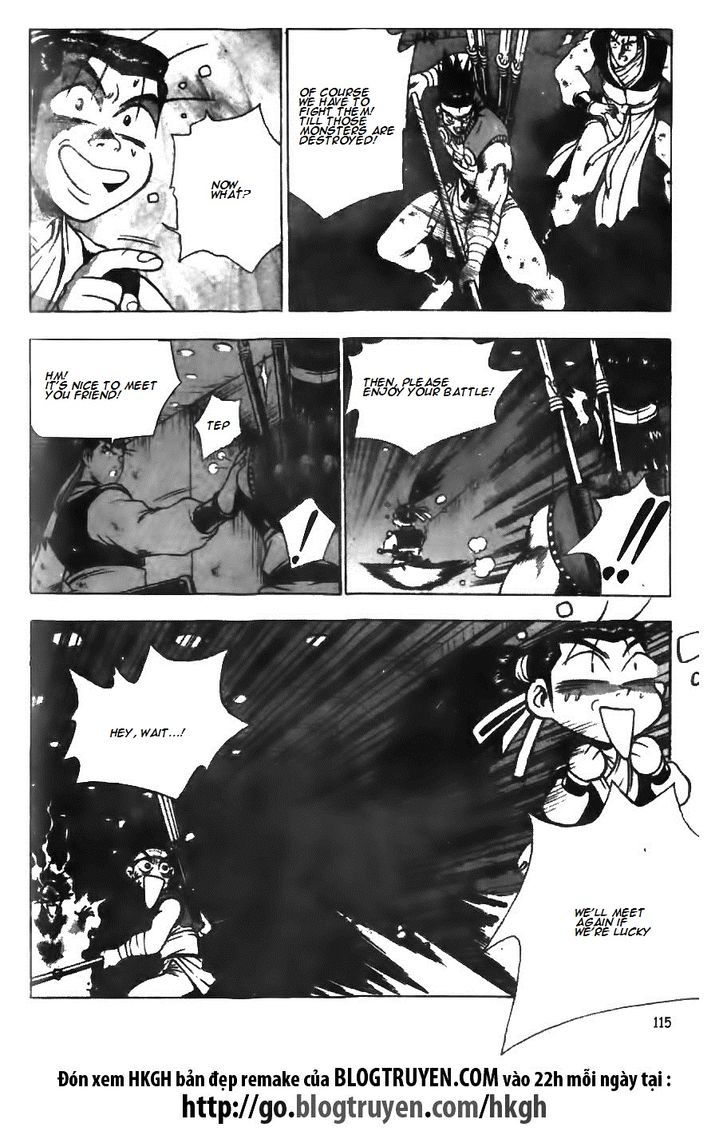 NOW
WHAT?
OF COURSE
WE HAVE TO
FIGHT THEM!
TILL THOSE
MONSTERS ARE
DESTROYED!
HM!
IT'S NICE TO MEET
YOU FRIEND!
TEP
!!
THEN, PLEASE
ENJOY YOUR BATTLE!
!!
HEY, WAIT...!
WE'LL MEET
AGAIN IF
WE'RE LUCKY
115
Đón xem HKGH bản đẹp remake của BLOGTRUYEN.COM vào 22h mỗi ngày tại :
http://go.blogtruyen.com/hkgh